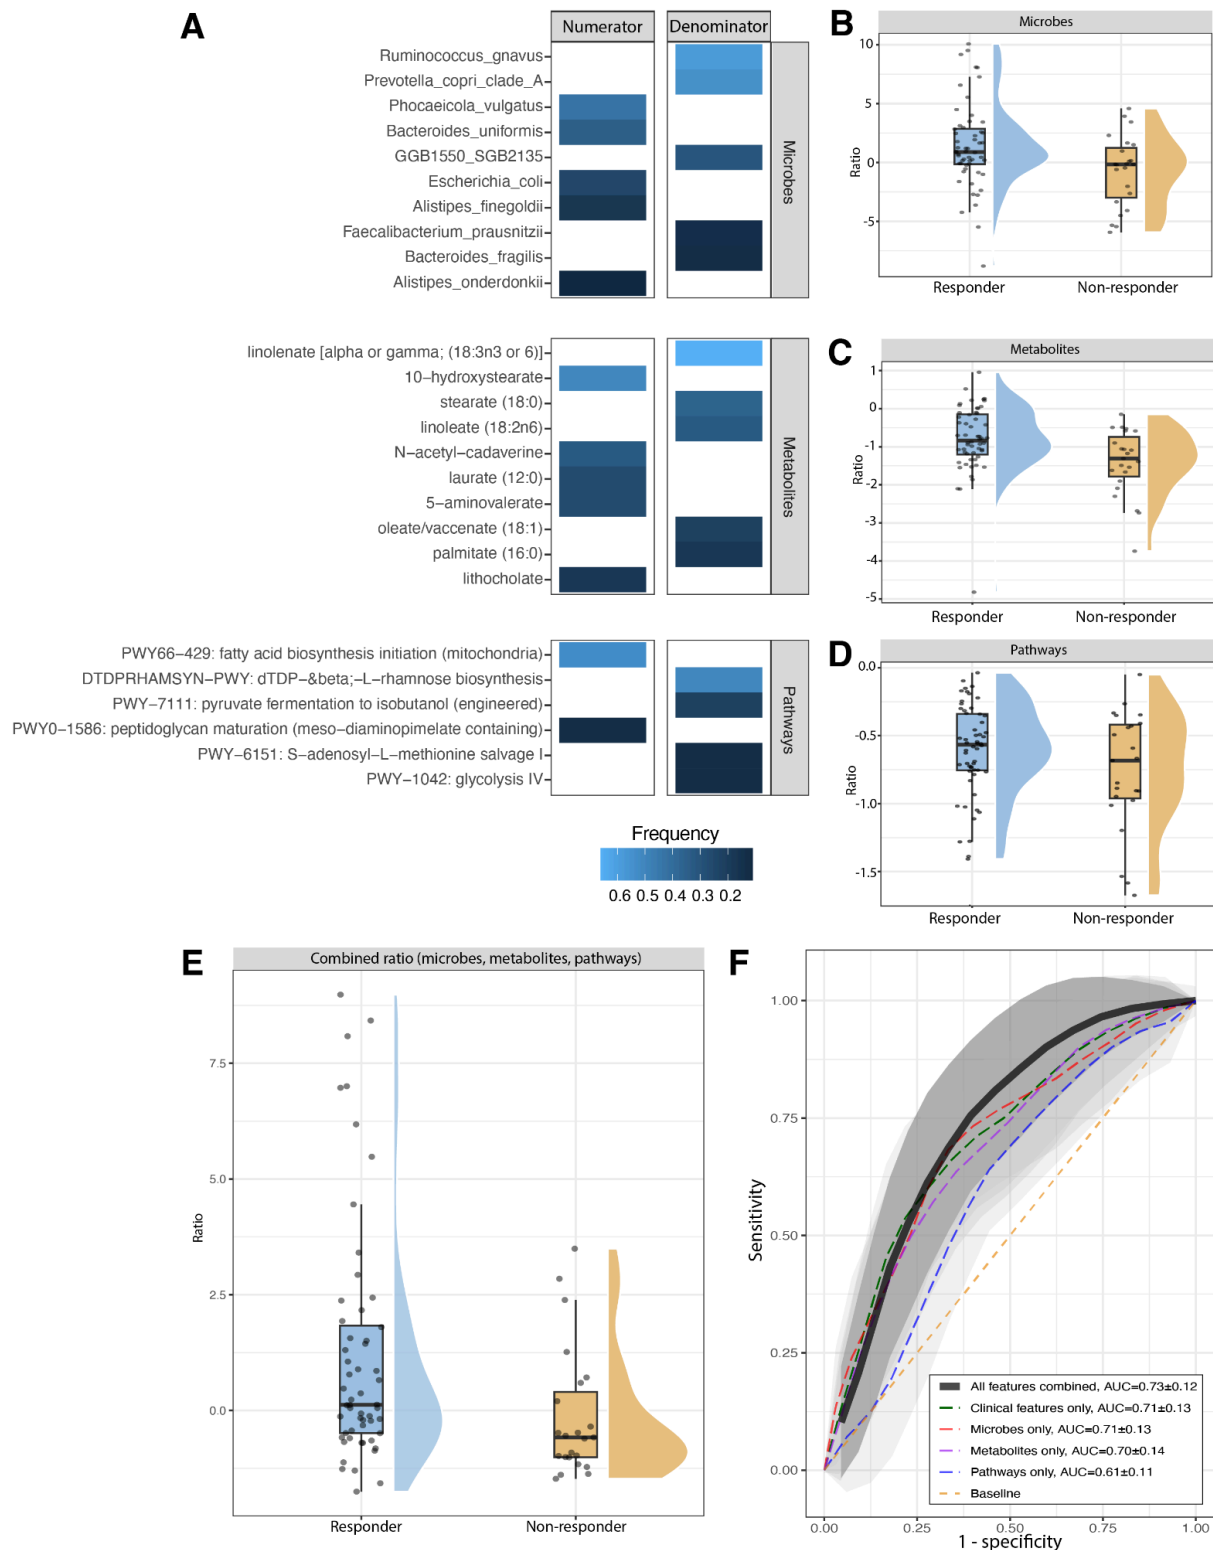 A
Numerator
Denominator
Ruminococcus_gnavus
Prevotella_copri_clade_A
Phocaeicola_vulgatus
Bacteroides_uniformis
GGB1550_SGB2135
Escherichia_coli
Alistipes_finegoldii
Faecalibacterium_prausnitzii
Bacteroides_fragilis
Alistipes_onderdonkii
Microbes
linolenate [alpha or gamma; (18:3n3 or 6)]
10−hydroxystearate
stearate (18:0)
linoleate (18:2n6)
N−acetyl−cadaverine
laurate (12:0)
5−aminovalerate
oleate/vaccenate (18:1)
palmitate (16:0)
lithocholate
Metabolites
PWY66−429: fatty acid biosynthesis initiation (mitochondria)
DTDPRHAMSYN−PWY: dTDP−&beta;−L−rhamnose biosynthesis
PWY−7111: pyruvate fermentation to isobutanol (engineered)
PWY0−1586: peptidoglycan maturation (meso−diaminopimelate containing)
PWY−6151: S−adenosyl−L−methionine salvage I
PWY−1042: glycolysis IV
Pathways
Frequency
0.6 0.5 0.4 0.3 0.2
B
Microbes
10
5
0
-5
Ratio
Responder
Non-responder
C
Metabolites
1
0
-1
-2
-3
-4
-5
Ratio
Responder
Non-responder
D
Pathways
0.0
-0.5
-1.0
-1.5
Ratio
Responder
Non-responder
E
Combined ratio (microbes, metabolites, pathways)
7.5
5.0
2.5
0.0
Ratio
Responder
Non-responder
F
1.00
0.75
0.50
0.25
0.00
Sensitivity
All features combined, AUC=0.73±0.12
Clinical features only, AUC=0.71±0.13
Microbes only, AUC=0.71±0.13
Metabolites only, AUC=0.70±0.14
Pathways only, AUC=0.61±0.11
Baseline
0.00 0.25 0.50 0.75 1.00
1 - specificity